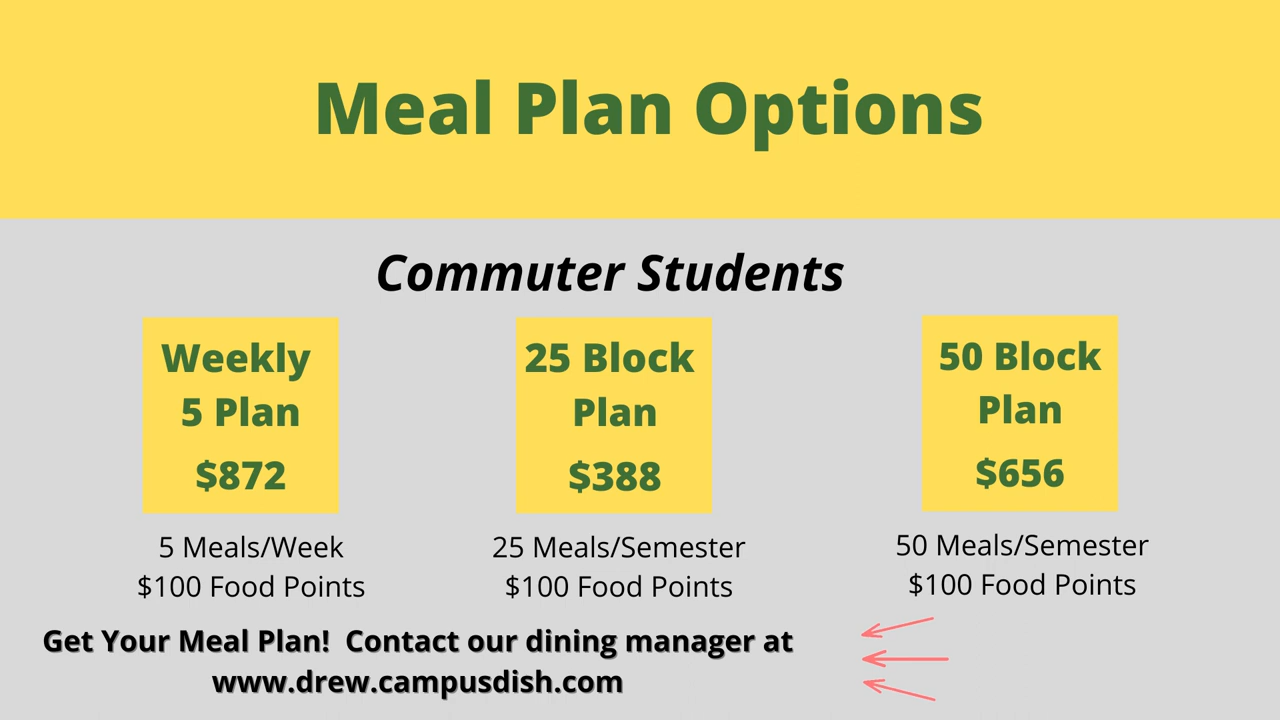 Meal Plan Options
Commuter Students
Weekly
5 Plan
$872
5 Meals/Week
$100 Food Points
25 Block
Plan
$388
25 Meals/Semester
$100 Food Points
50 Block
Plan
$656
50 Meals/Semester
$100 Food Points
Get Your Meal Plan! Contact our dining manager at
www.drew.campusdish.com